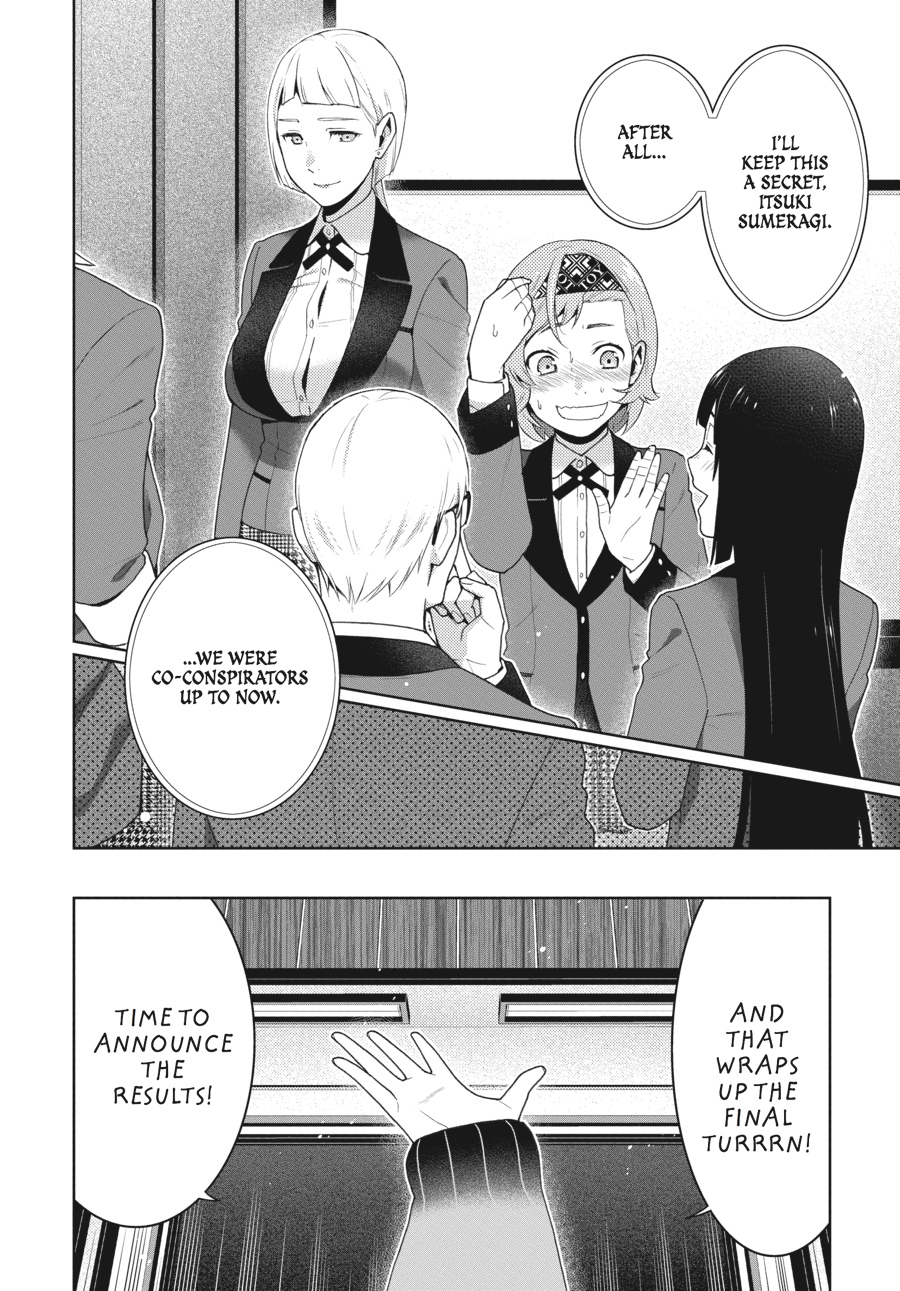 I'LL
KEEP THIS
A SECRET,
ITSUKI
SUMERAGI.
AFTER
ALL...
...WE WERE
CO-CONSPIRATORS
UP TO NOW.
AND
THAT
WRAPS
UP THE
FINAL
TURRRN!
TIME TO
ANNOUNCE
THE
RESULTS!